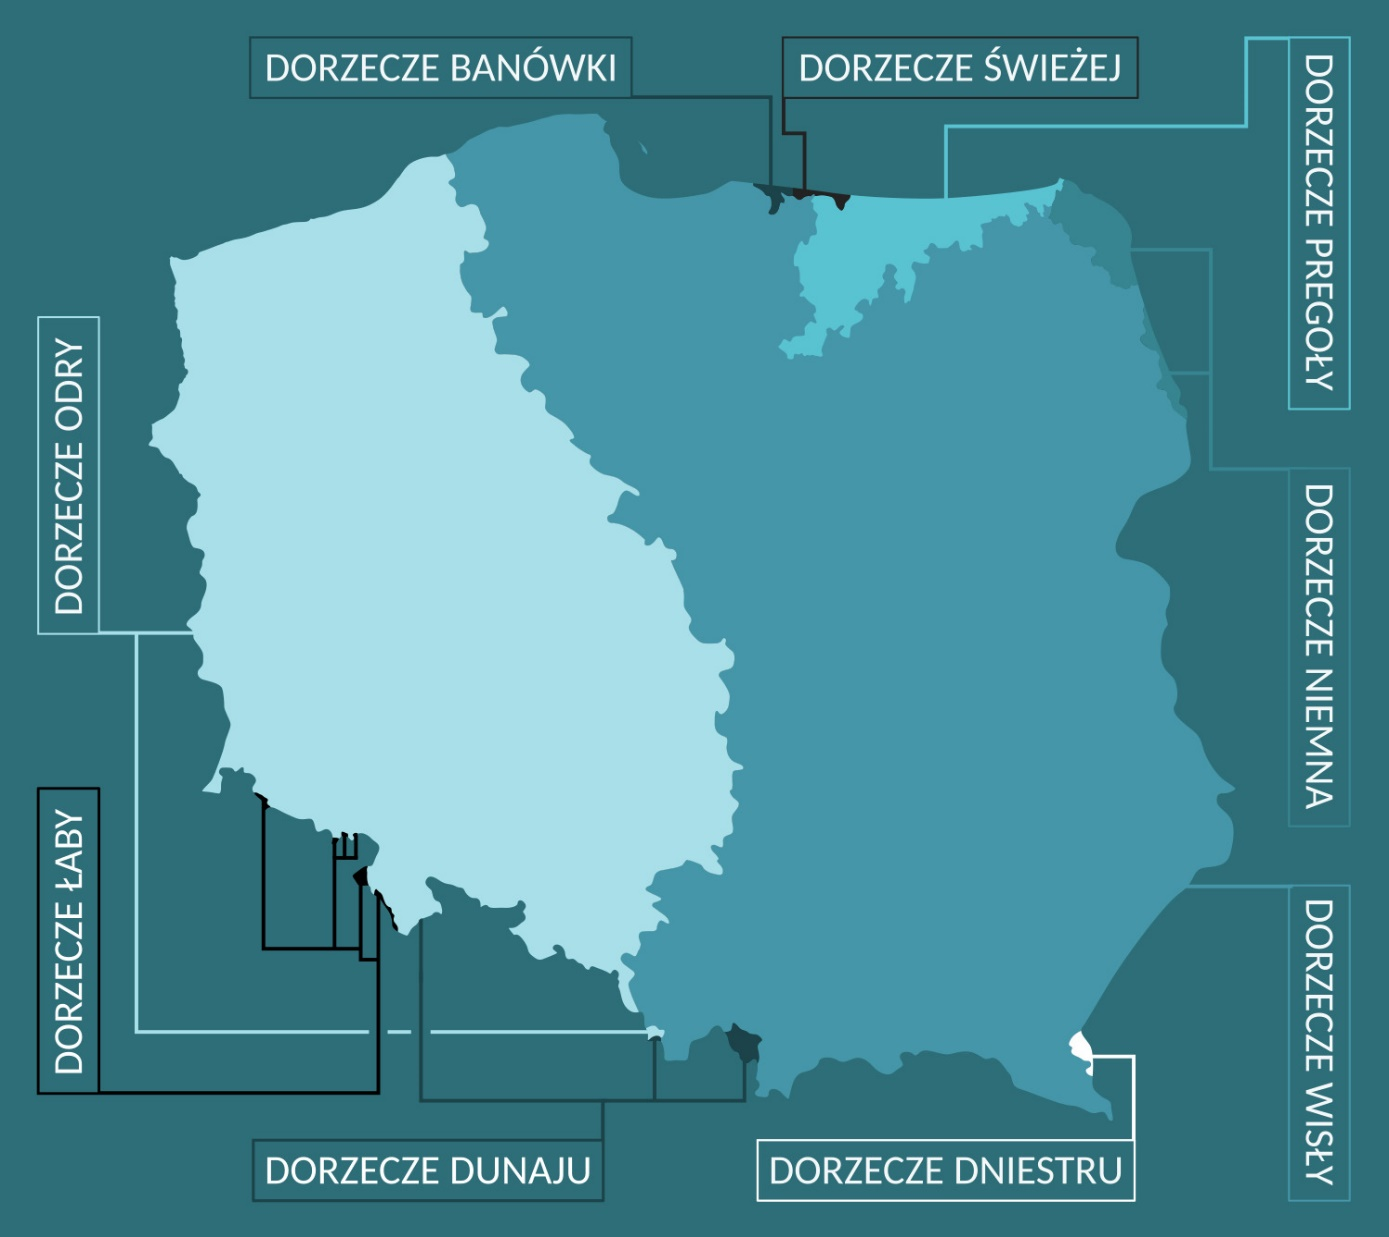 DORZECZE BANÓWKI
DORZECZE ŚWIEŻEJ
DORZECZE PREGOŁY
DORZECZE ODRY
DORZECZE NIEMNA
DORZECZE ŁABY
DORZECZE WISŁY
DORZECZE DUNAJU
DORZECZE DNIESTRU